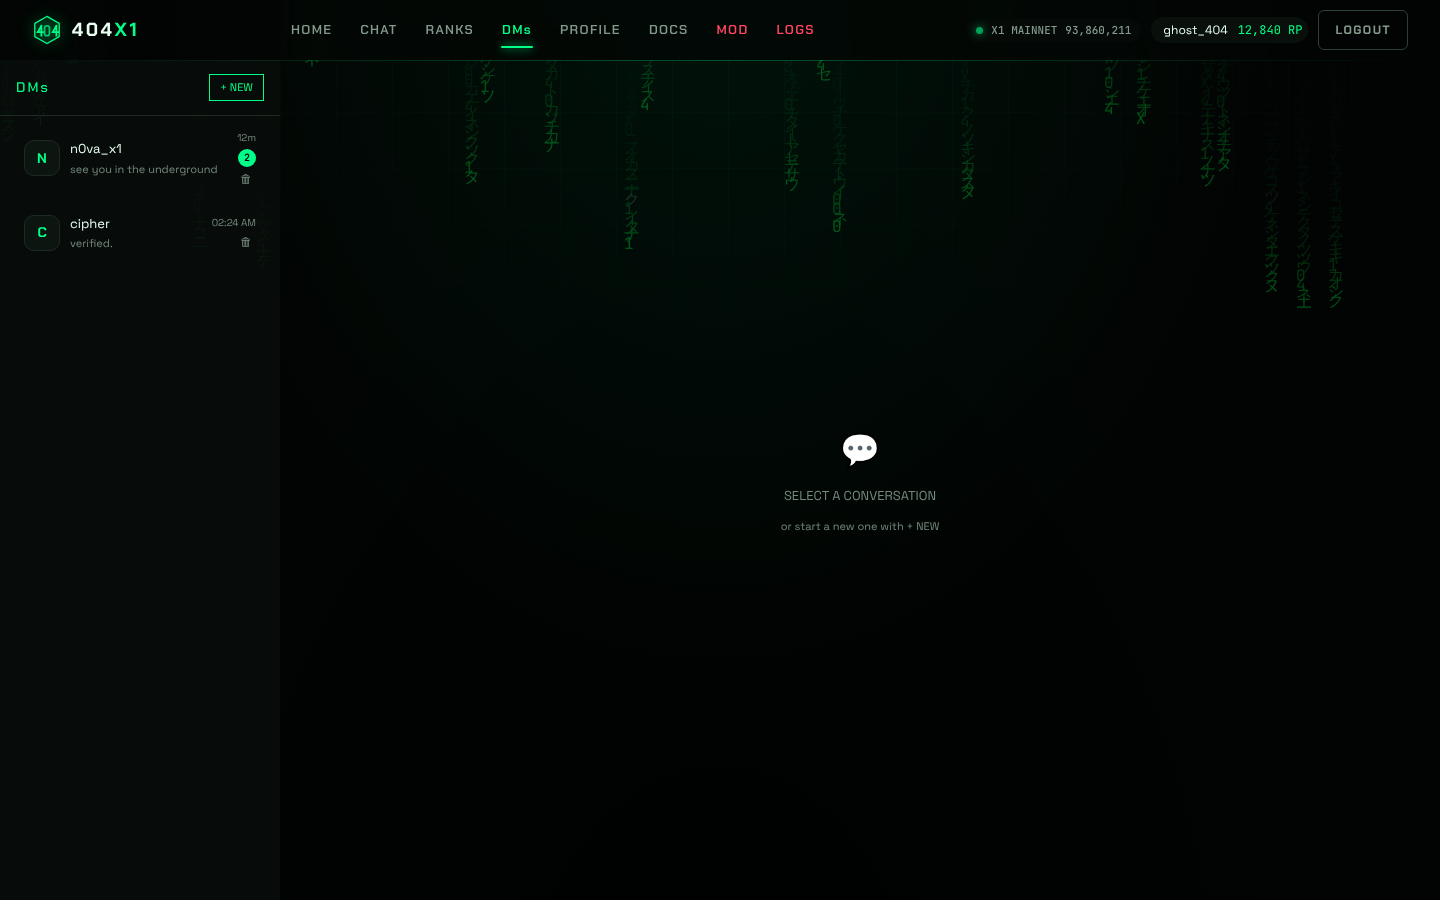 404 404X1 HOME CHAT RANKS DMs PROFILE DOCS MOD LOGS X1 MAINNET 93,860,211 ghost_404 12,840 RP LOGOUT
DMs + NEW
n0va_x1 12m
see you in the underground 2
cipher 02:24 AM
verified.
SELECT A CONVERSATION
or start a new one with + NEW
N
C